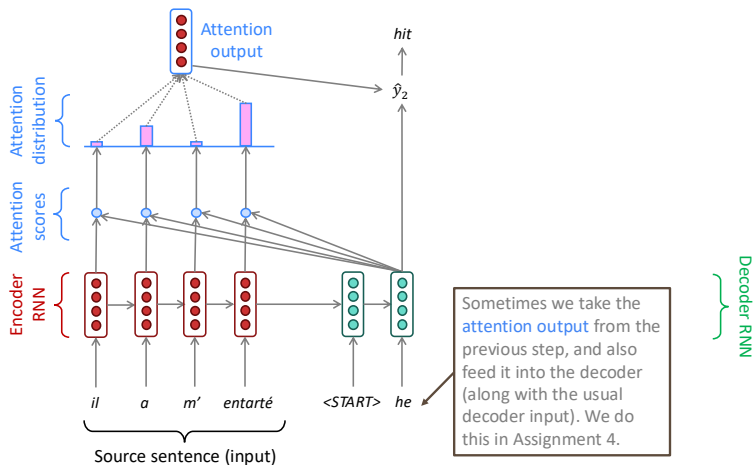 Attention
output
hit
ŷ₂
Attention
distribution
Attention
scores
Encoder
RNN
Decoder RNN
Sometimes we take the
attention output from the
previous step, and also
feed it into the decoder
(along with the usual
decoder input). We do
this in Assignment 4.
il a m’ entarté <START> he
Source sentence (input)